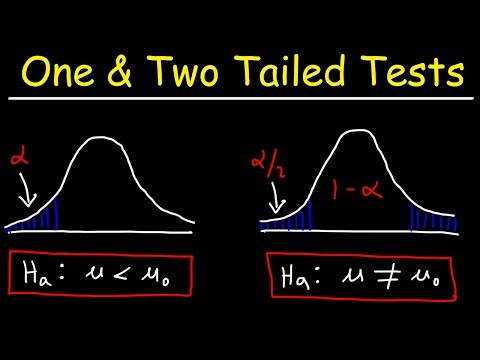 One & Two Tailed Tests
α
α/2
1 - α
Ha: μ < μ₀
Ha: μ ≠ μ₀